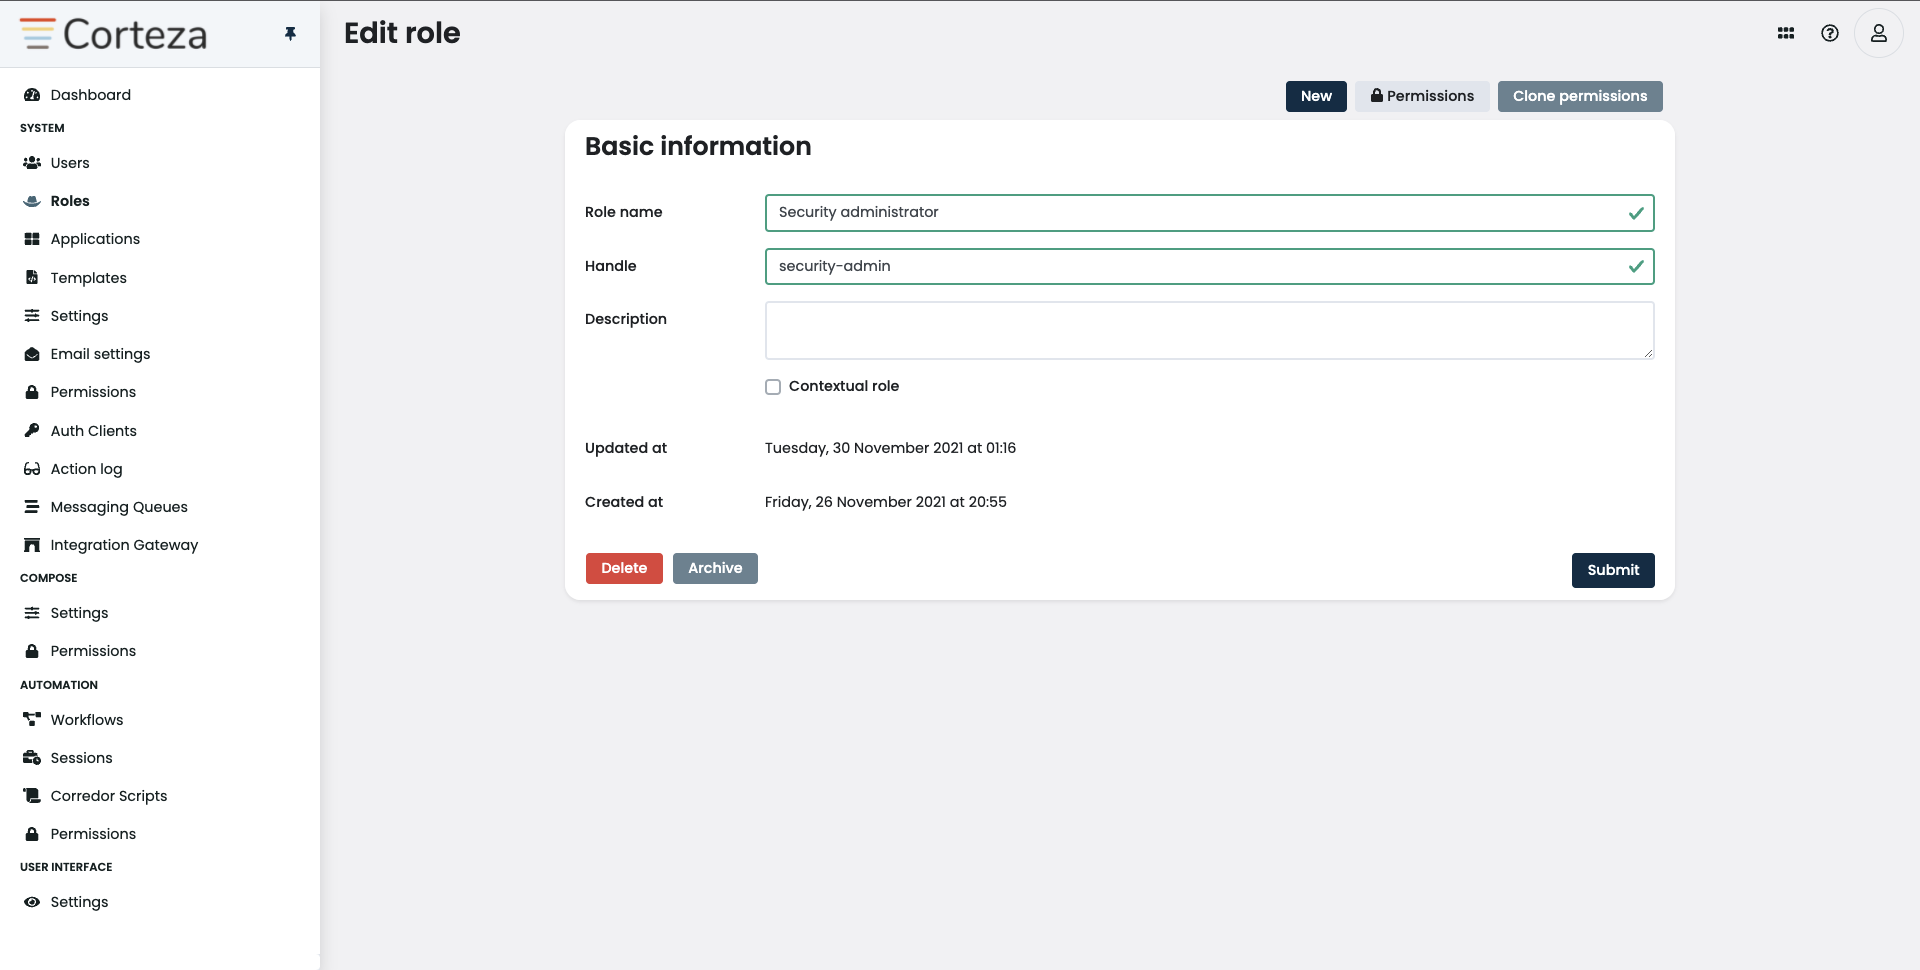 Corteza
Edit role
Dashboard
SYSTEM
Users
Roles
Applications
Templates
Settings
Email settings
Permissions
Auth Clients
Action log
Messaging Queues
Integration Gateway
COMPOSE
Settings
Permissions
AUTOMATION
Workflows
Sessions
Corredor Scripts
Permissions
USER INTERFACE
Settings
New
Permissions
Clone permissions
Basic information
Role name
Security administrator
Handle
security-admin
Description
Contextual role
Updated at
Tuesday, 30 November 2021 at 01:16
Created at
Friday, 26 November 2021 at 20:55
Delete
Archive
Submit